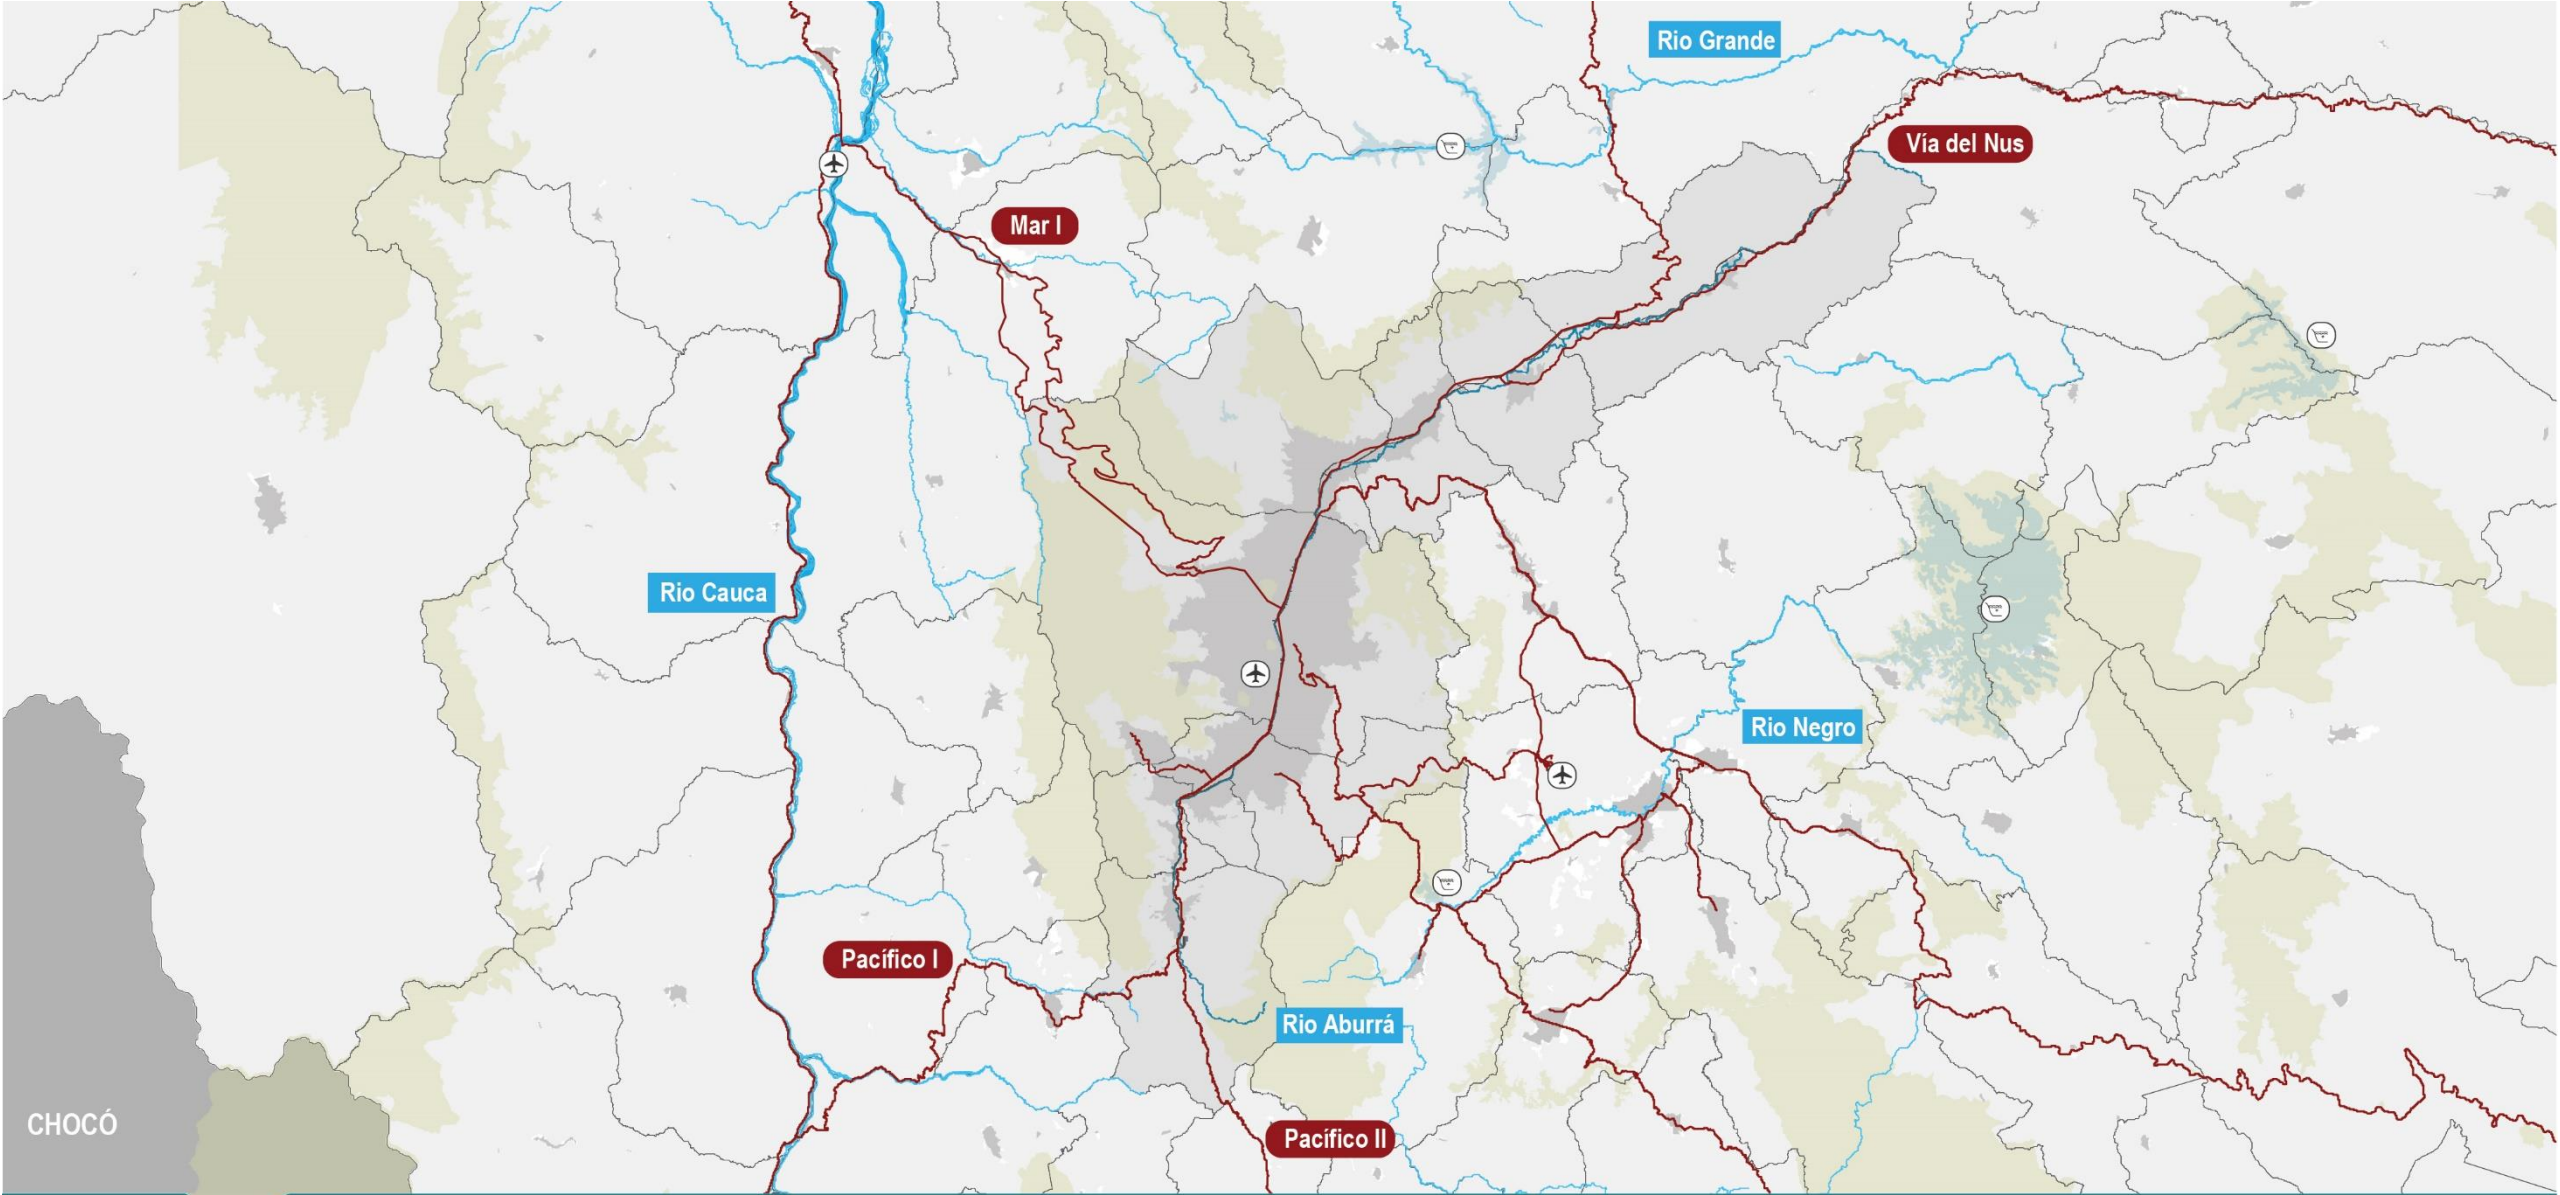 Rio Grande
Vía del Nus
Mar I
Rio Cauca
Rio Negro
Pacífico I
Rio Aburrá
CHOCÓ
Pacífico II